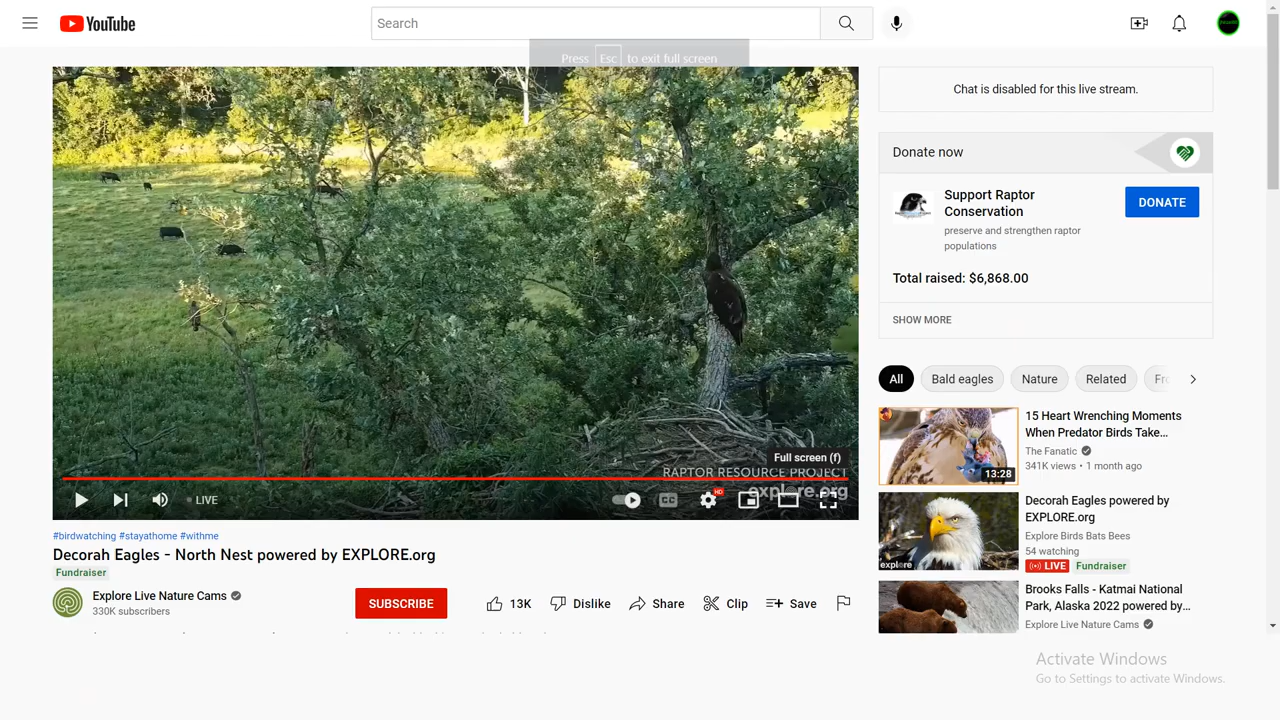 YouTube
Search
Press Esc to exit full screen
Chat is disabled for this live stream.
Donate now
Support Raptor
Conservation
preserve and strengthen raptor
populations
DONATE
Total raised: $6,868.00
SHOW MORE
All
Bald eagles
Nature
Related
Fro
15 Heart Wrenching Moments
When Predator Birds Take…
The Fanatic
341K views • 1 month ago
13:28
Decorah Eagles powered by
EXPLORE.org
Explore Birds Bats Bees
54 watching
LIVE Fundraiser
explore
Brooks Falls - Katmai National
Park, Alaska 2022 powered by…
Explore Live Nature Cams
Full screen (f)
RAPTOR RESOURCE PROJECT
explore.org
LIVE
CC
HD
#birdwatching #stayathome #withme
Decorah Eagles - North Nest powered by EXPLORE.org
Fundraiser
Explore Live Nature Cams
330K subscribers
SUBSCRIBE
13K
Dislike
Share
Clip
Save
Activate Windows
Go to Settings to activate Windows.